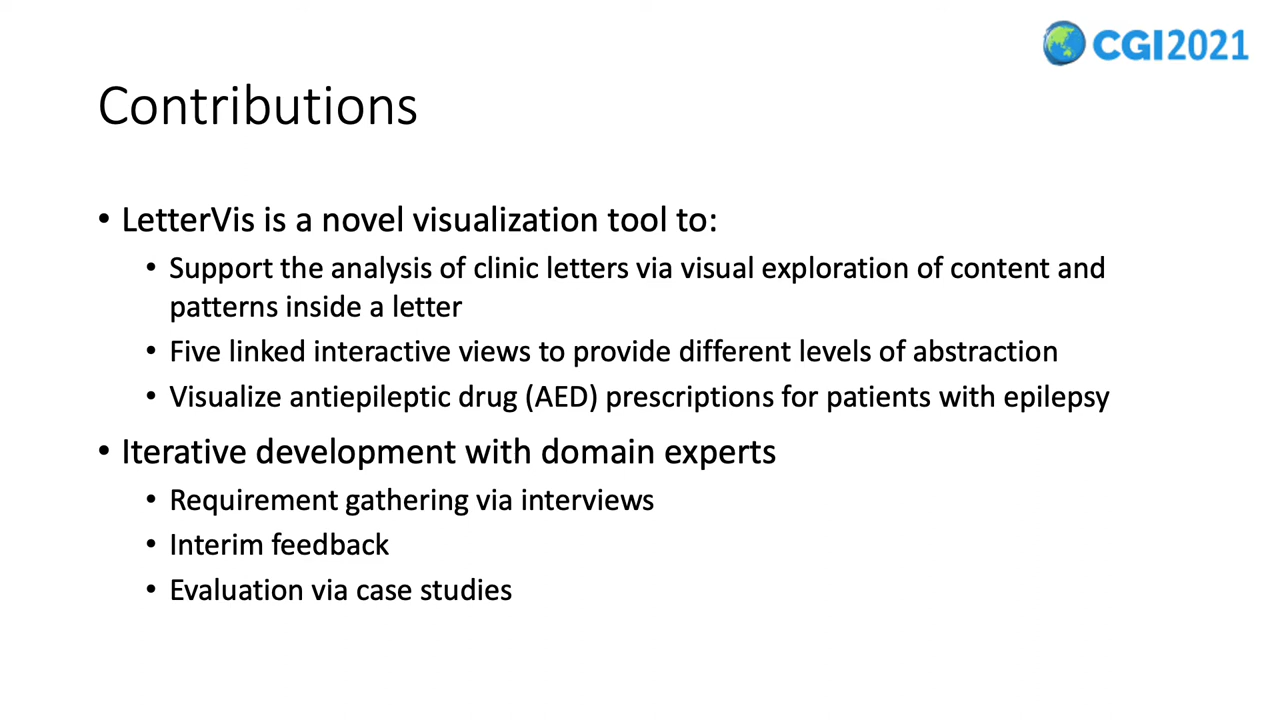 CGI2021
Contributions
• LetterVis is a novel visualization tool to:
• Support the analysis of clinic letters via visual exploration of content and
patterns inside a letter
• Five linked interactive views to provide different levels of abstraction
• Visualize antiepileptic drug (AED) prescriptions for patients with epilepsy
• Iterative development with domain experts
• Requirement gathering via interviews
• Interim feedback
• Evaluation via case studies